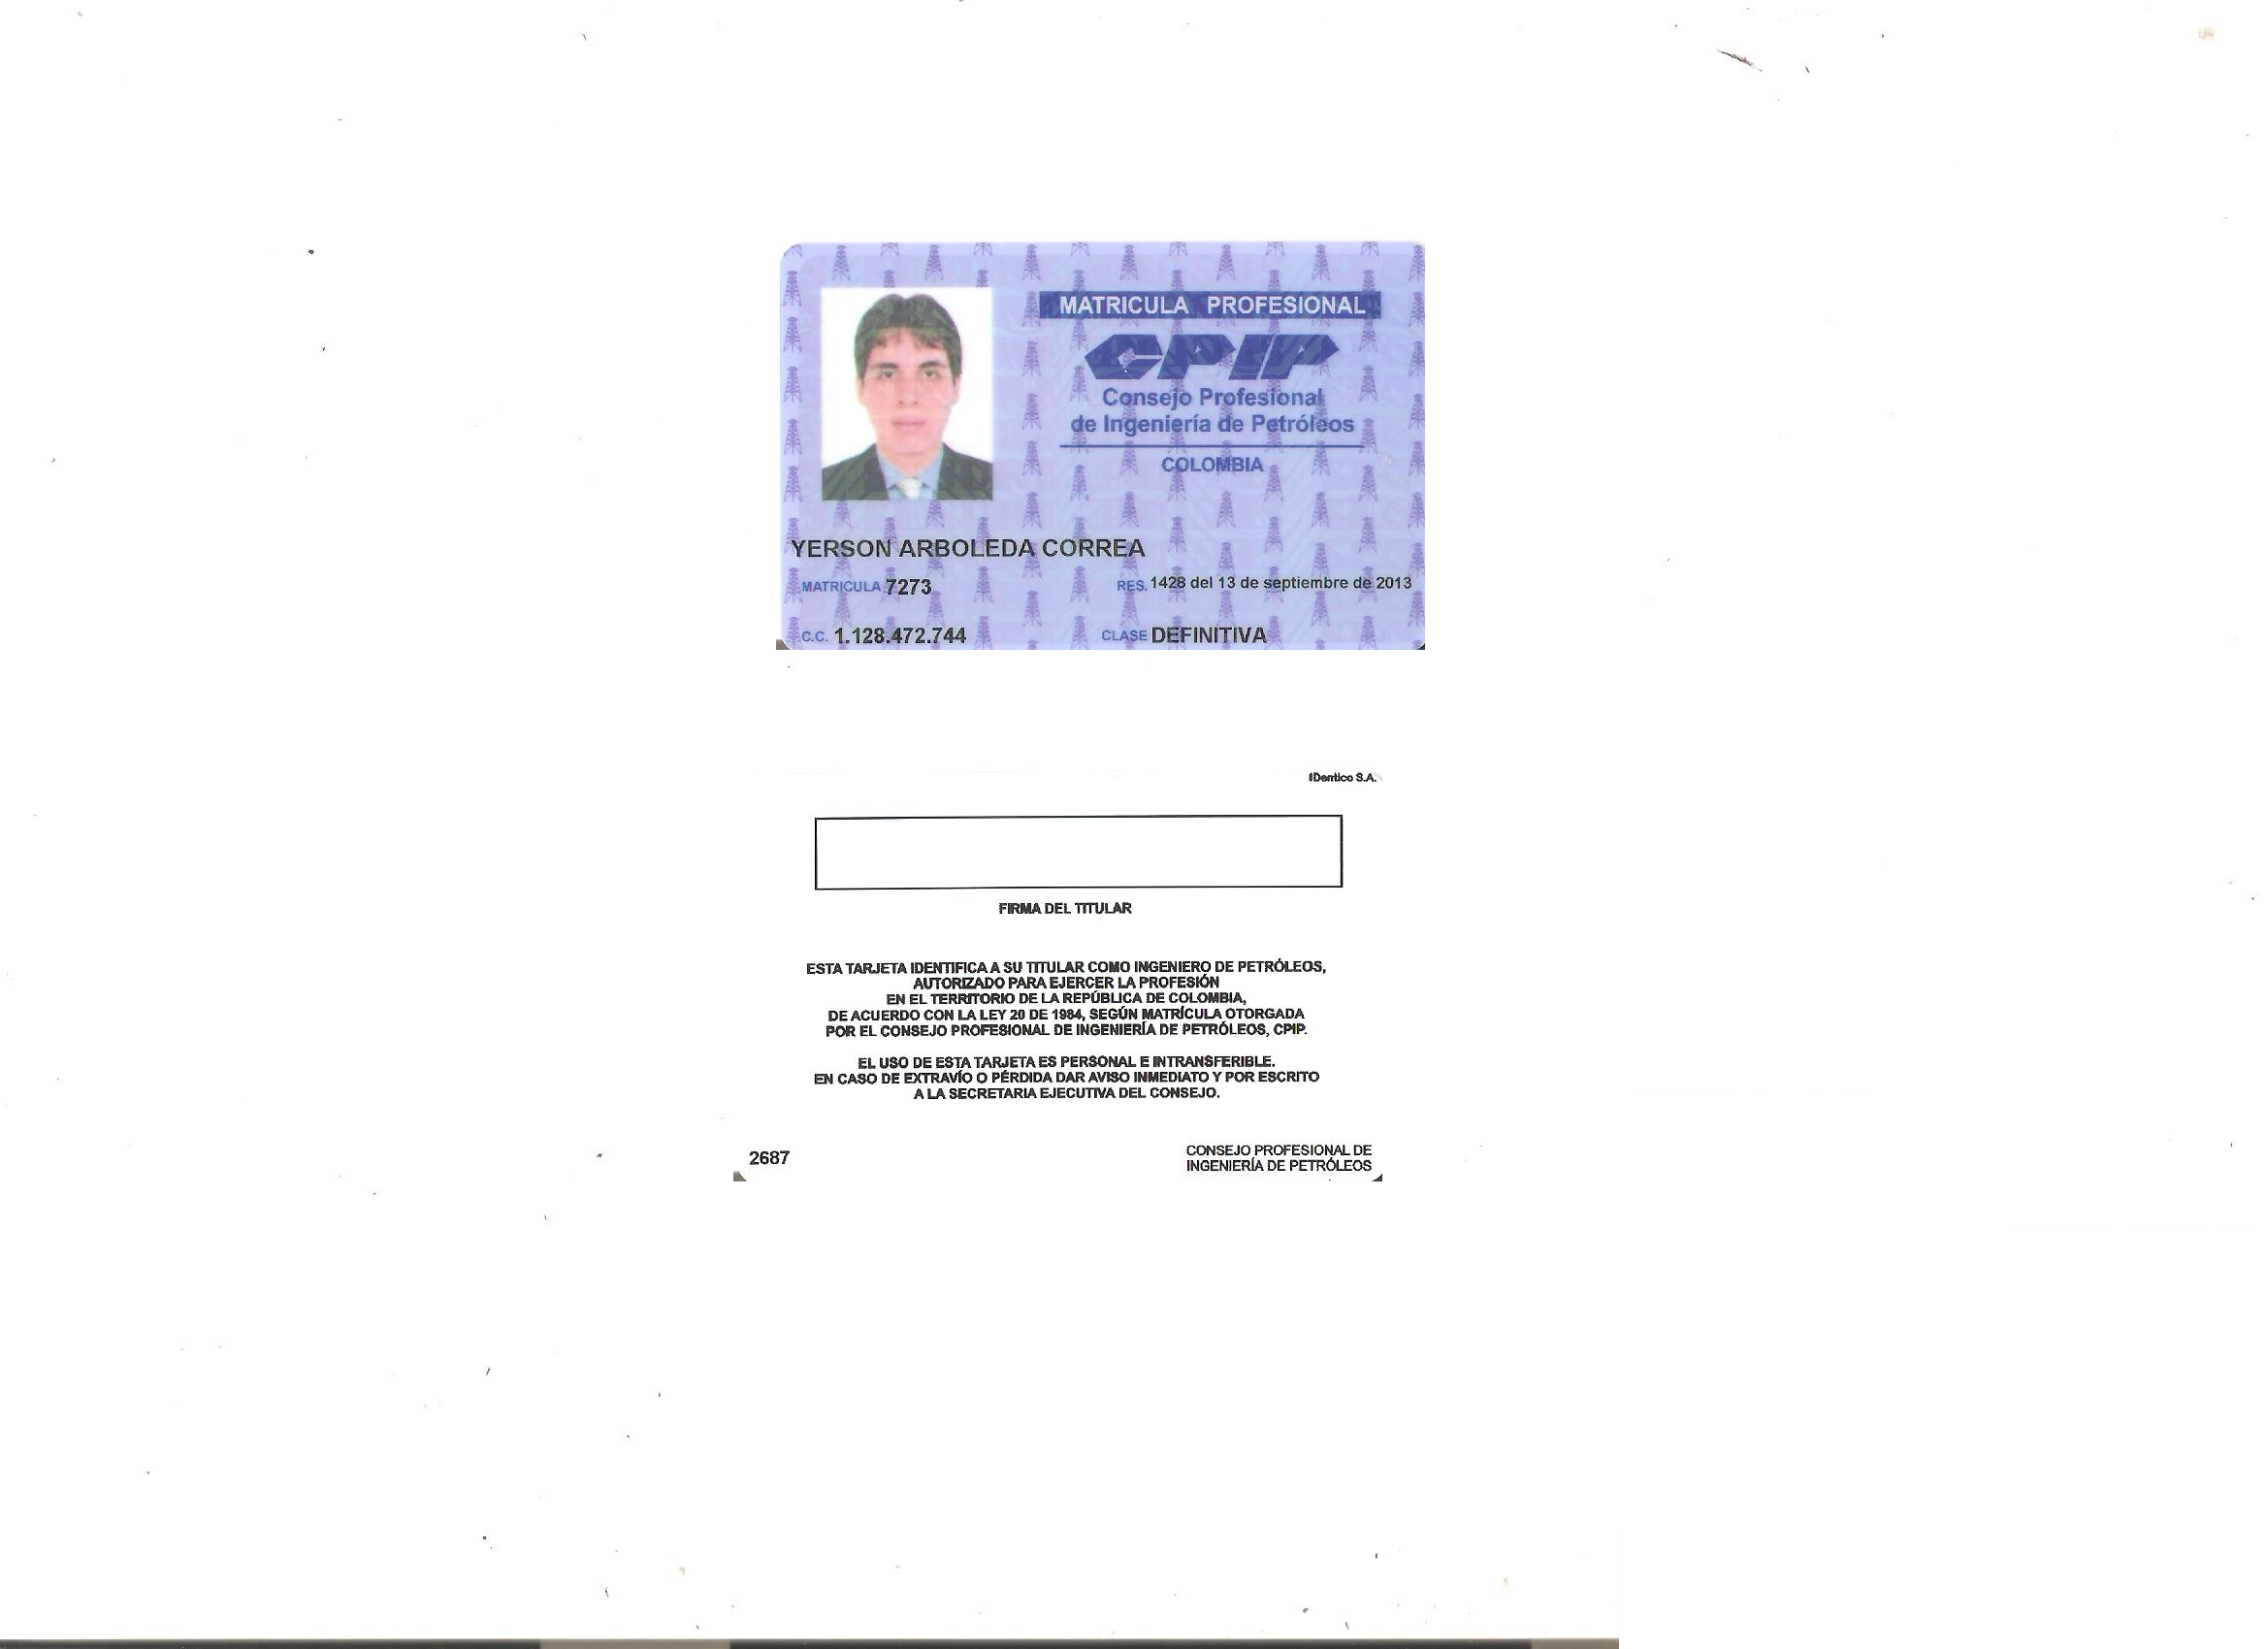 MATRICULA PROFESIONAL
CPIP
Consejo Profesional
de Ingeniería de Petróleos
COLOMBIA
YERSON ARBOLEDA CORREA
MATRICULA 7273
RES. 1428 del 13 de septiembre de 2013
C.C. 1.128.472.744
CLASE DEFINITIVA
IDentico S.A.
FIRMA DEL TITULAR
ESTA TARJETA IDENTIFICA A SU TITULAR COMO INGENIERO DE PETRÓLEOS,
AUTORIZADO PARA EJERCER LA PROFESIÓN
EN EL TERRITORIO DE LA REPÚBLICA DE COLOMBIA,
DE ACUERDO CON LA LEY 20 DE 1984, SEGÚN MATRÍCULA OTORGADA
POR EL CONSEJO PROFESIONAL DE INGENIERÍA DE PETRÓLEOS, CPIP.
EL USO DE ESTA TARJETA ES PERSONAL E INTRANSFERIBLE.
EN CASO DE EXTRAVÍO O PÉRDIDA DAR AVISO INMEDIATO Y POR ESCRITO
A LA SECRETARIA EJECUTIVA DEL CONSEJO.
2687
CONSEJO PROFESIONAL DE
INGENIERÍA DE PETRÓLEOS